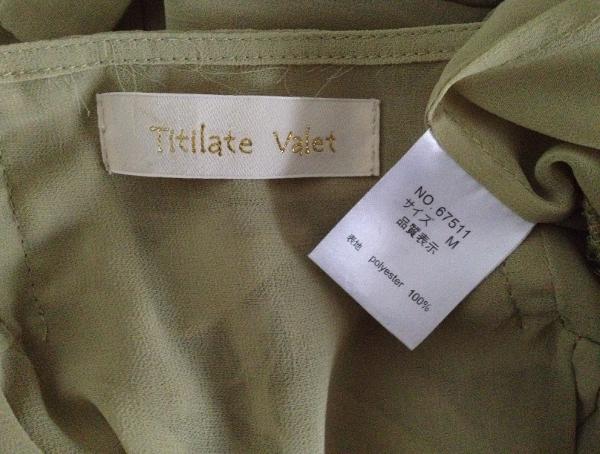 Titilate Valet
NO. 67511
サイズ M
品質表示
表地 polyester 100%